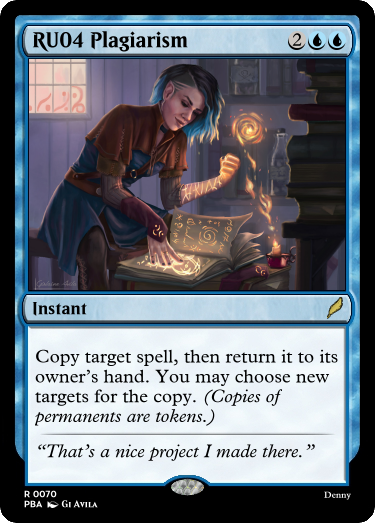 RU04 Plagiarism 2
Instant
Copy target spell, then return it to its
owner's hand. You may choose new
targets for the copy. (Copies of
permanents are tokens.)
“That's a nice project I made there.”
R 0070
PBA Gi Avila
Denny